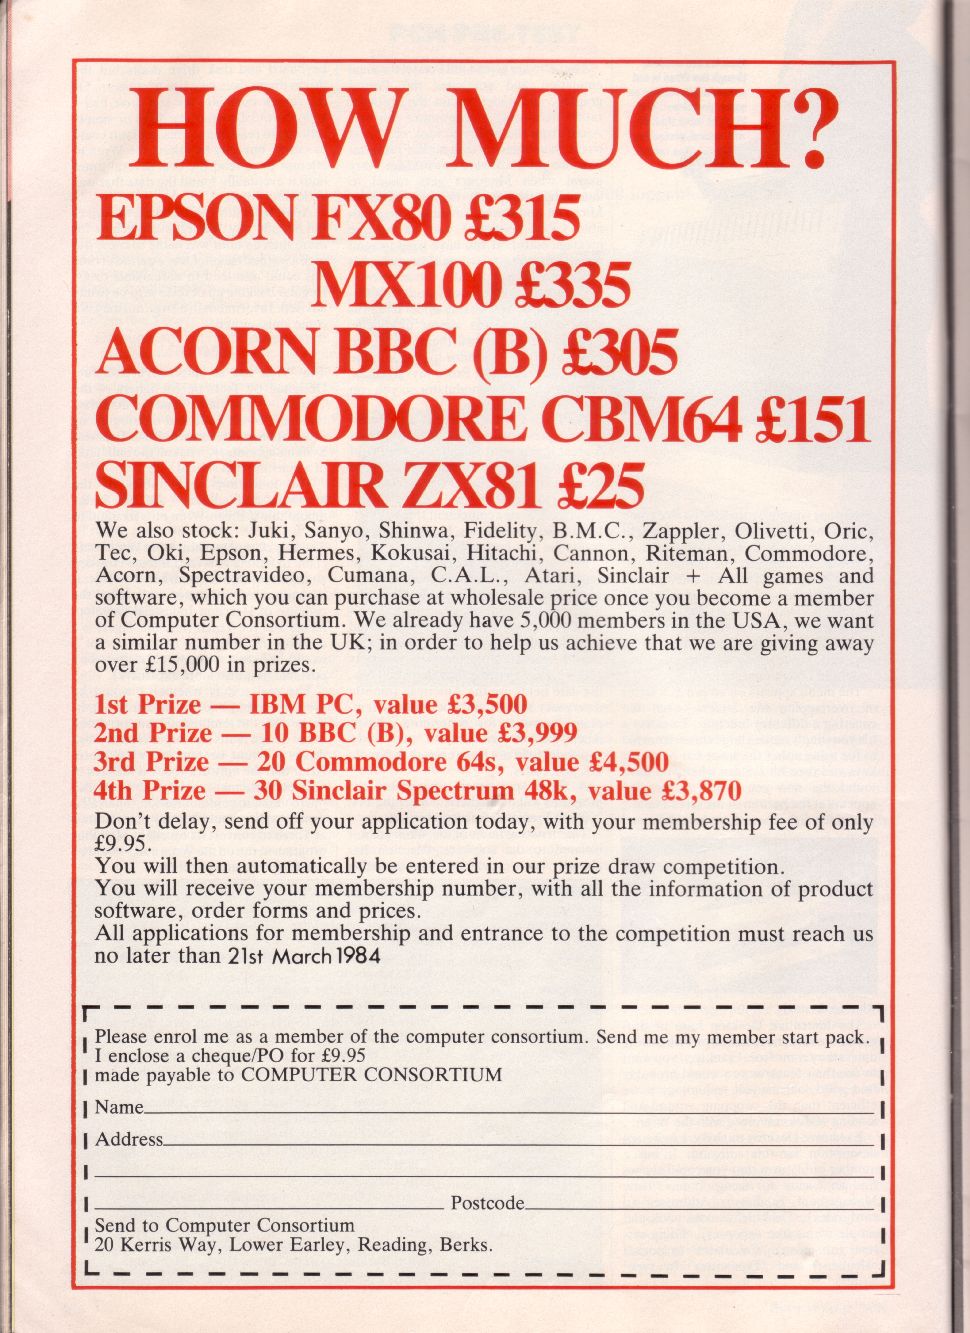 HOW MUCH?
EPSON FX80 £315
MX100 £335
ACORN BBC (B) £305
COMMODORE CBM64 £151
SINCLAIR ZX81 £25
We also stock: Juki, Sanyo, Shinwa, Fidelity, B.M.C., Zappler, Olivetti, Oric,
Tec, Oki, Epson, Hermes, Kokusai, Hitachi, Cannon, Riteman, Commodore,
Acorn, Spectravideo, Cumana, C.A.L., Atari, Sinclair + All games and
software, which you can purchase at wholesale price once you become a member
of Computer Consortium. We already have 5,000 members in the USA, we want
a similar number in the UK; in order to help us achieve that we are giving away
over £15,000 in prizes.
1st Prize — IBM PC, value £3,500
2nd Prize — 10 BBC (B), value £3,999
3rd Prize — 20 Commodore 64s, value £4,500
4th Prize — 30 Sinclair Spectrum 48k, value £3,870
Don't delay, send off your application today, with your membership fee of only
£9.95.
You will then automatically be entered in our prize draw competition.
You will receive your membership number, with all the information of product
software, order forms and prices.
All applications for membership and entrance to the competition must reach us
no later than 21st March 1984
Please enrol me as a member of the computer consortium. Send me my member start pack.
I enclose a cheque/PO for £9.95
made payable to COMPUTER CONSORTIUM
Name
Address
Postcode
Send to Computer Consortium
20 Kerris Way, Lower Earley, Reading, Berks.